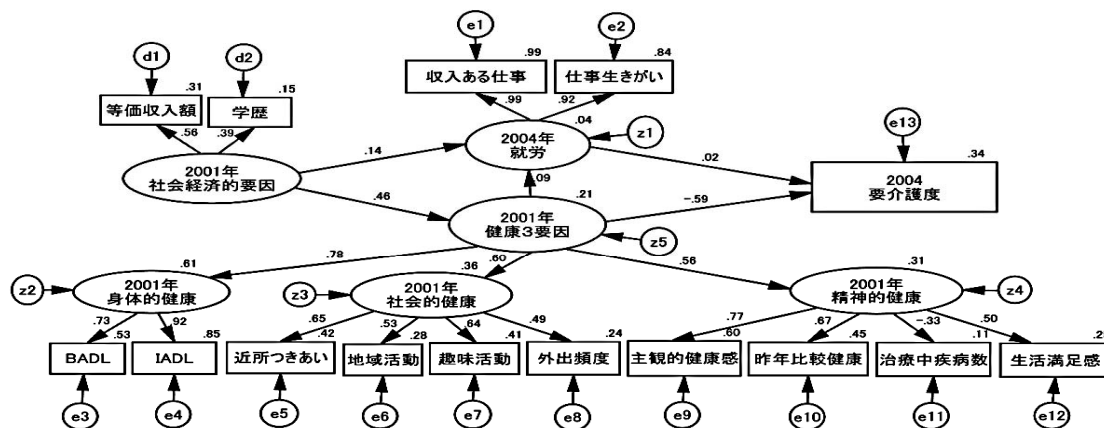 e1
e2
.99
.84
d1
d2
収入ある仕事
仕事生きがい
.31
.15
等価収入額
学歴
.99
.92
.56
.39
.04
2004年
就労
z1
e13
.34
2001年
社会経済的要因
.14
.02
2004
要介護度
.09
.46
.21
-.59
2001年
健康3要因
z5
.78
.60
.56
.61
.36
.31
z2
2001年
身体的健康
z3
2001年
社会的健康
2001年
精神的健康
z4
.73
.92
.65
.53
.64
.49
.77
.67
-.33
.50
.53
.85
.42
.28
.41
.24
.60
.45
.11
BADL
IADL
近所つきあい
地域活動
趣味活動
外出頻度
主観的健康感
昨年比較健康
治療中疾病数
生活満足感
e3
e4
e5
e6
e7
e8
e9
e10
e11
e12